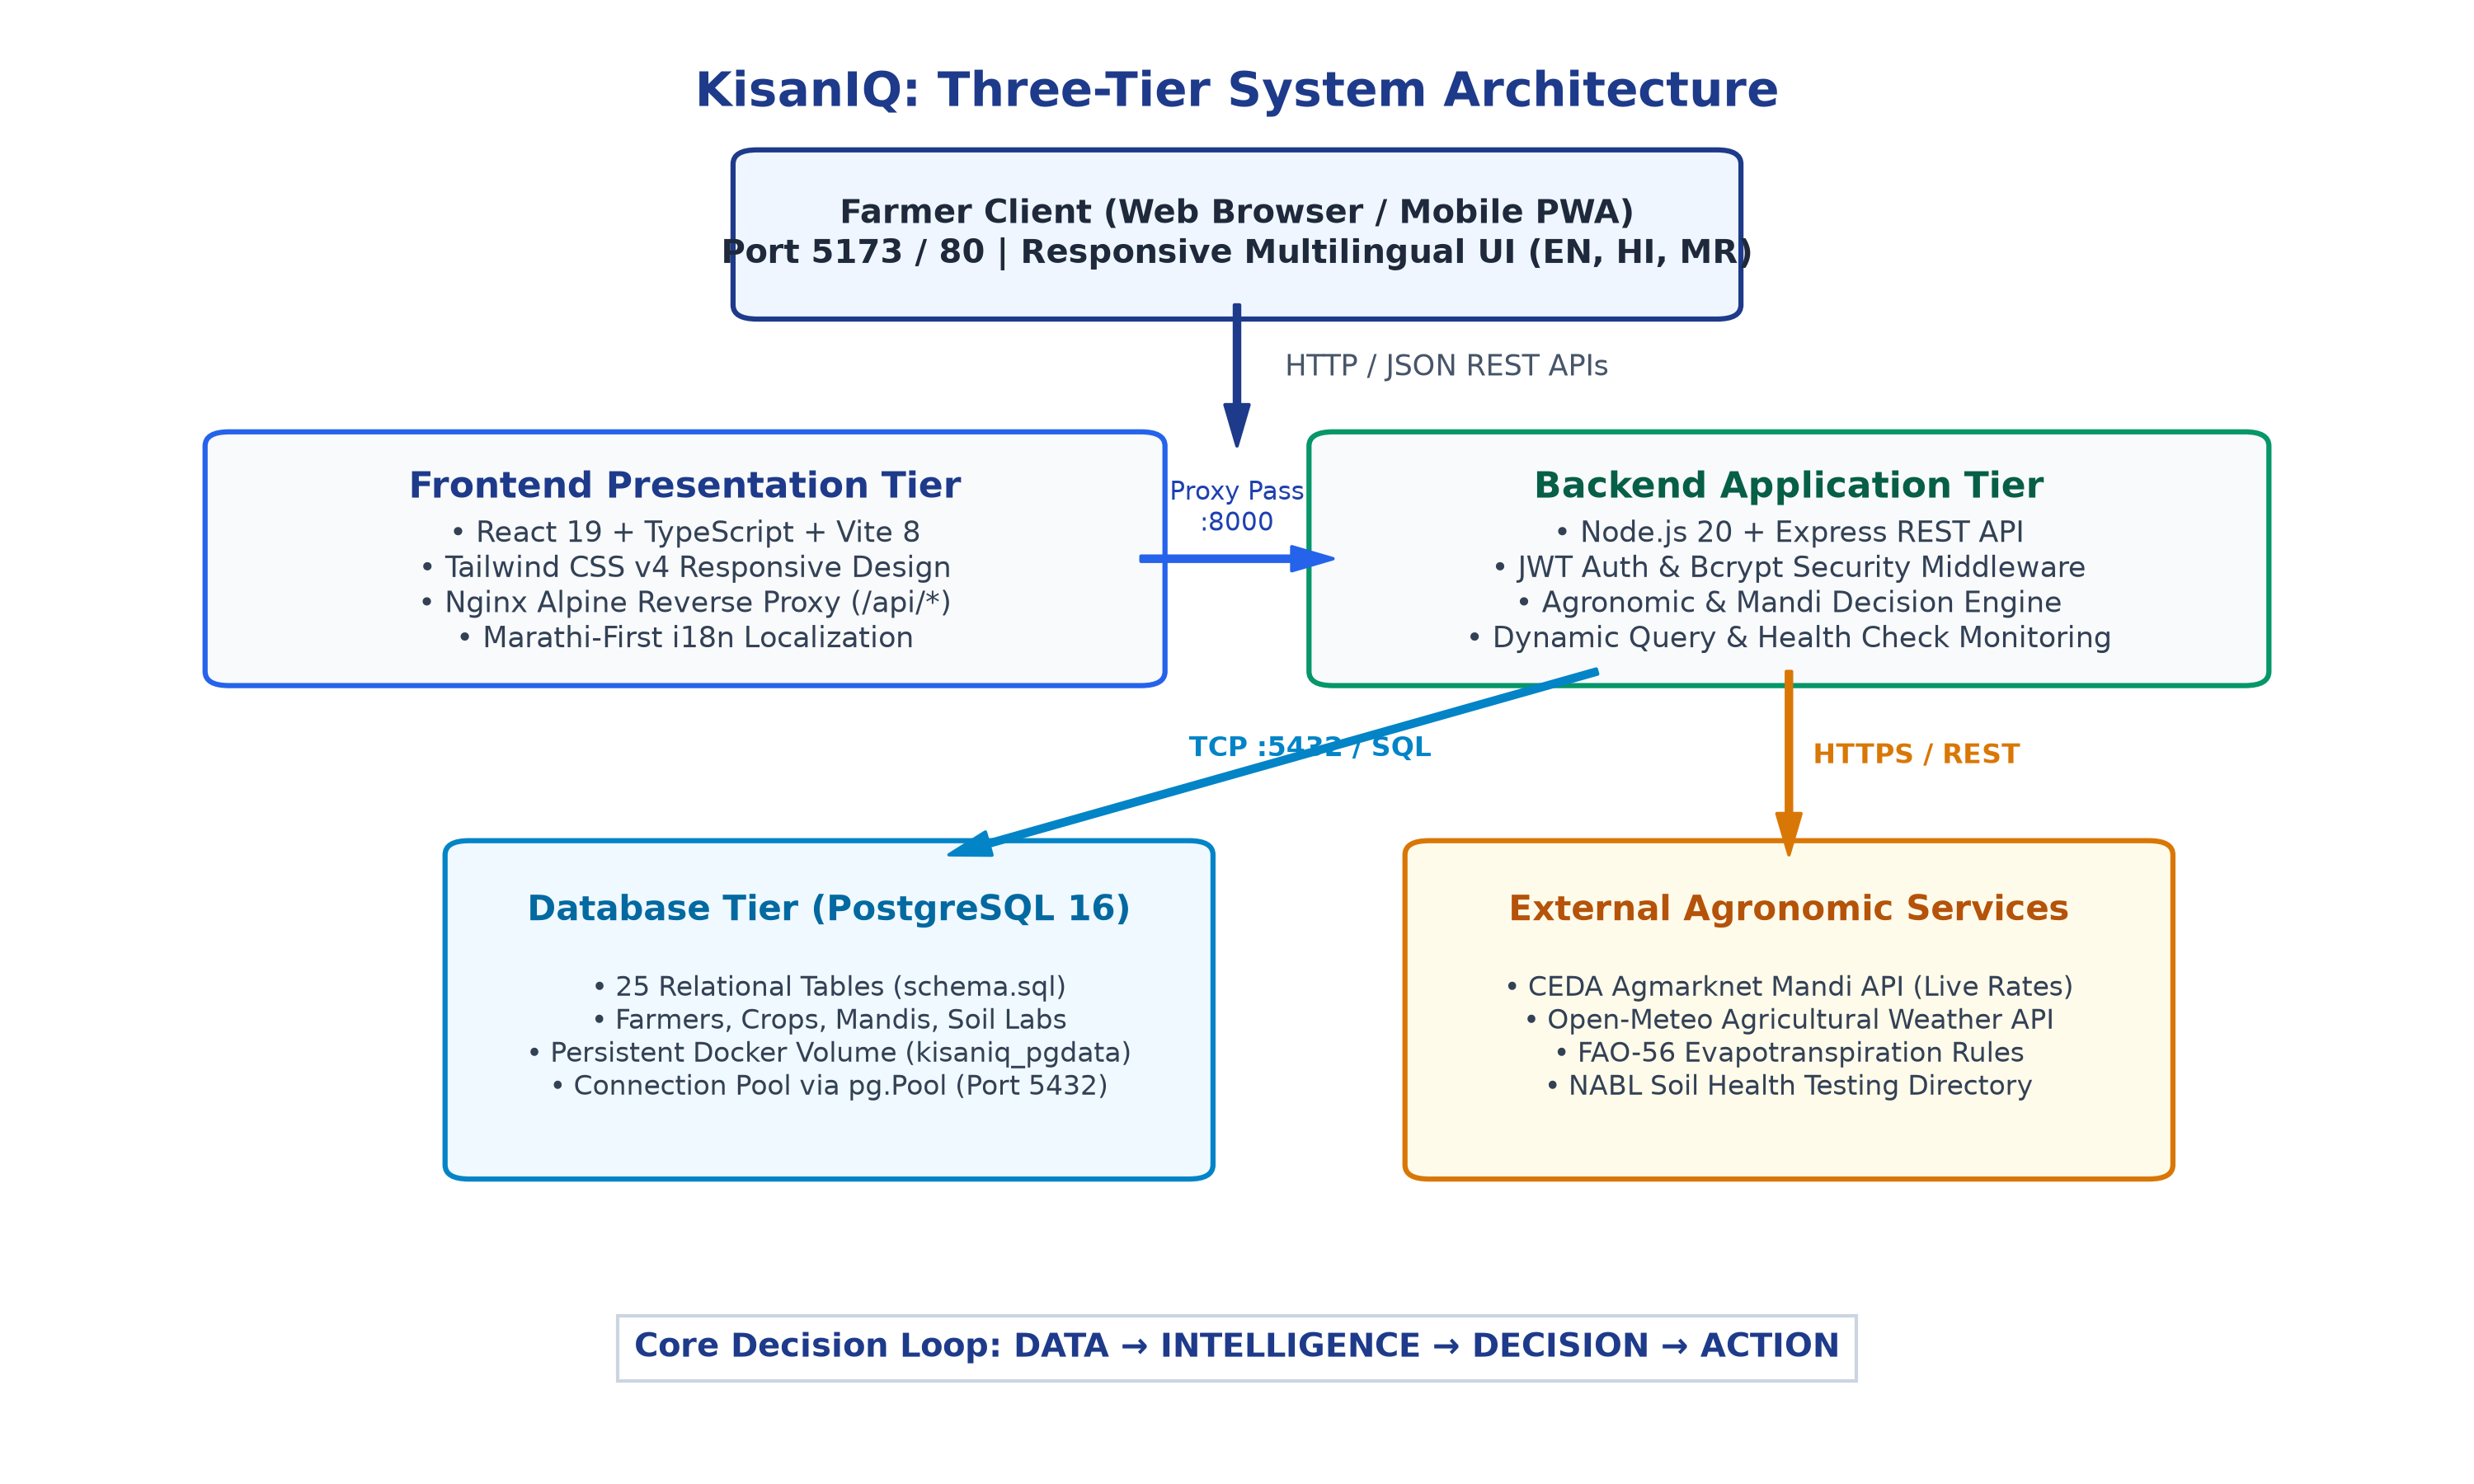 KisanIQ: Three-Tier System Architecture
Farmer Client (Web Browser / Mobile PWA)
Port 5173 / 80 | Responsive Multilingual UI (EN, HI, MR)
HTTP / JSON REST APIs
Frontend Presentation Tier
• React 19 + TypeScript + Vite 8
• Tailwind CSS v4 Responsive Design
• Nginx Alpine Reverse Proxy (/api/*)
• Marathi-First i18n Localization
Proxy Pass
:8000
Backend Application Tier
• Node.js 20 + Express REST API
• JWT Auth & Bcrypt Security Middleware
• Agronomic & Mandi Decision Engine
• Dynamic Query & Health Check Monitoring
TCP :5432 / SQL
HTTPS / REST
Database Tier (PostgreSQL 16)
• 25 Relational Tables (schema.sql)
• Farmers, Crops, Mandis, Soil Labs
• Persistent Docker Volume (kisaniq_pgdata)
• Connection Pool via pg.Pool (Port 5432)
External Agronomic Services
• CEDA Agmarknet Mandi API (Live Rates)
• Open-Meteo Agricultural Weather API
• FAO-56 Evapotranspiration Rules
• NABL Soil Health Testing Directory
Core Decision Loop: DATA → INTELLIGENCE → DECISION → ACTION